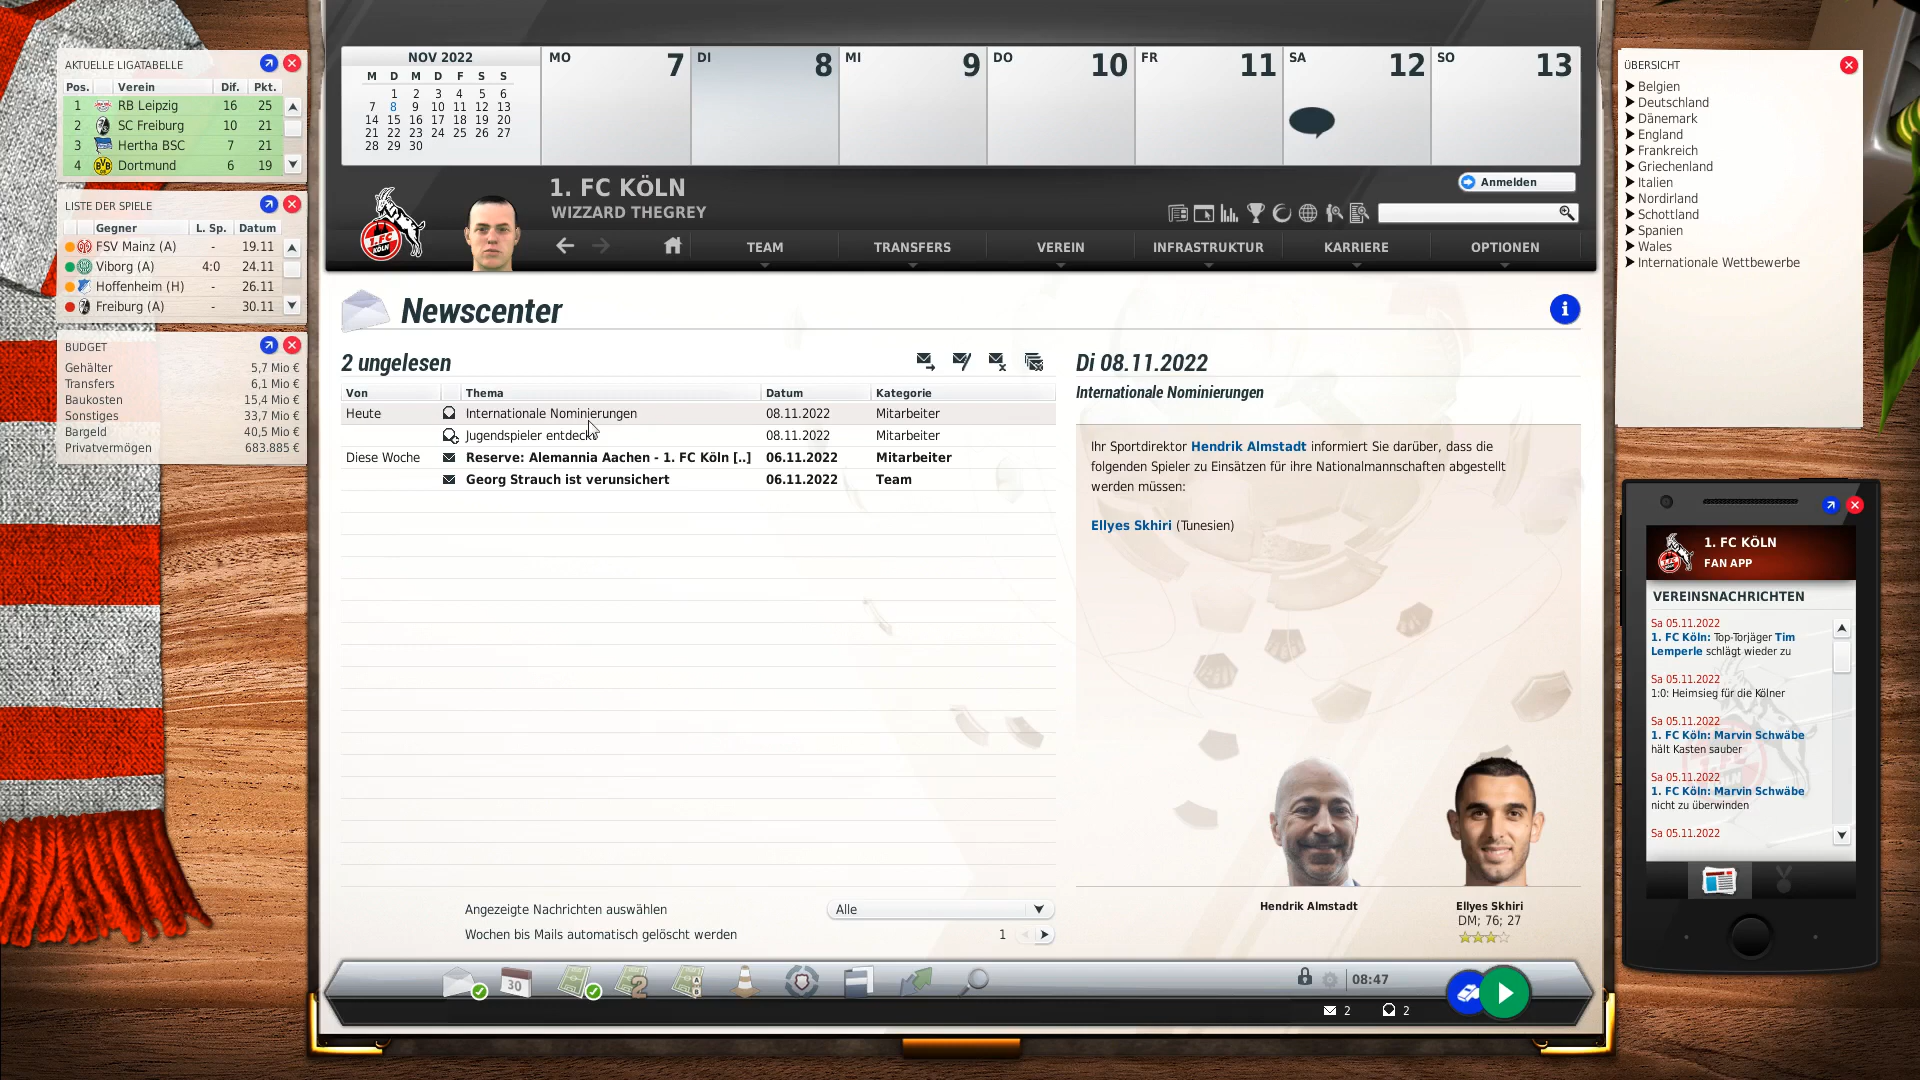 AKTUELLE LIGATABELLE
Pos. Verein Dif. Pkt.
1 RB Leipzig 16 25
2 SC Freiburg 10 21
3 Hertha BSC 7 21
4 Dortmund 6 19
LISTE DER SPIELE
Gegner L. Sp. Datum
FSV Mainz (A) - 19.11
Viborg (A) 4:0 24.11
Hoffenheim (H) - 26.11
Freiburg (A) - 30.11
BUDGET
Gehälter 5,7 Mio €
Transfers 6,1 Mio €
Baukosten 15,4 Mio €
Sonstiges 33,7 Mio €
Bargeld 40,5 Mio €
Privatvermögen 683.885 €
NOV 2022
M D M D F S S
1 2 3 4 5 6
7 8 9 10 11 12 13
14 15 16 17 18 19 20
21 22 23 24 25 26 27
28 29 30
MO 7
DI 8
MI 9
DO 10
FR 11
SA 12
SO 13
1. FC KÖLN
WIZZARD THEGREY
Anmelden
TEAM TRANSFERS VEREIN INFRASTRUKTUR KARRIERE OPTIONEN
Newscenter
2 ungelesen
Von Thema Datum Kategorie
Heute Internationale Nominierungen 08.11.2022 Mitarbeiter
Jugendspieler entdeckt 08.11.2022 Mitarbeiter
Diese Woche Reserve: Alemannia Aachen - 1. FC Köln [..] 06.11.2022 Mitarbeiter
Georg Strauch ist verunsichert 06.11.2022 Team
Angezeigte Nachrichten auswählen Alle
Wochen bis Mails automatisch gelöscht werden 1
Di 08.11.2022
Internationale Nominierungen
Ihr Sportdirektor Hendrik Almstadt informiert Sie darüber, dass die
folgenden Spieler zu Einsätzen für ihre Nationalmannschaften abgestellt
werden müssen:
Ellyes Skhiri (Tunesien)
Hendrik Almstadt
Ellyes Skhiri
DM; 76; 27
30
2
08:47
2 2
ÜBERSICHT
Belgien
Deutschland
Dänemark
England
Frankreich
Griechenland
Italien
Nordirland
Schottland
Spanien
Wales
Internationale Wettbewerbe
1. FC KÖLN
FAN APP
VEREINSNACHRICHTEN
Sa 05.11.2022
1. FC Köln: Top-Torjäger Tim
Lemperle schlägt wieder zu
Sa 05.11.2022
1:0: Heimsieg für die Kölner
Sa 05.11.2022
1. FC Köln: Marvin Schwäbe
hält Kasten sauber
Sa 05.11.2022
1. FC Köln: Marvin Schwäbe
nicht zu überwinden
Sa 05.11.2022